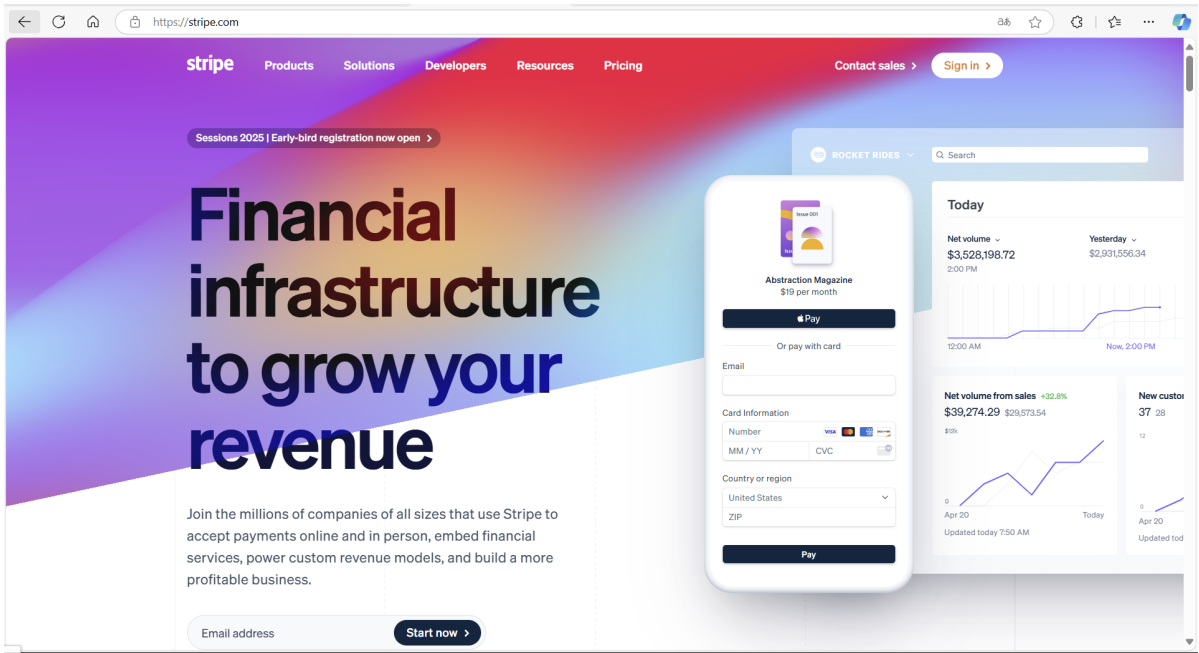 https://stripe.com
stripe
Products
Solutions
Developers
Resources
Pricing
Contact sales
Sign in
Sessions 2025 | Early-bird registration now open
Financial
infrastructure
to grow your
revenue
Join the millions of companies of all sizes that use Stripe to
accept payments online and in person, embed financial
services, power custom revenue models, and build a more
profitable business.
Email address
Start now
Issue 001
Abstraction Magazine
$19 per month
Pay
Or pay with card
Email
Card Information
Number
VISA
MM / YY
CVC
Country or region
United States
ZIP
Pay
ROCKET RIDES
Search
Today
Net volume
Yesterday
$3,528,198.72
$2,931,556.34
2:00 PM
12:00 AM
Now, 2:00 PM
Net volume from sales +32.8%
$39,274.29 $29,573.54
0
Apr 20
Today
Updated today 7:50 AM
New custor
37 28
12
0
Apr 20
Updated tod